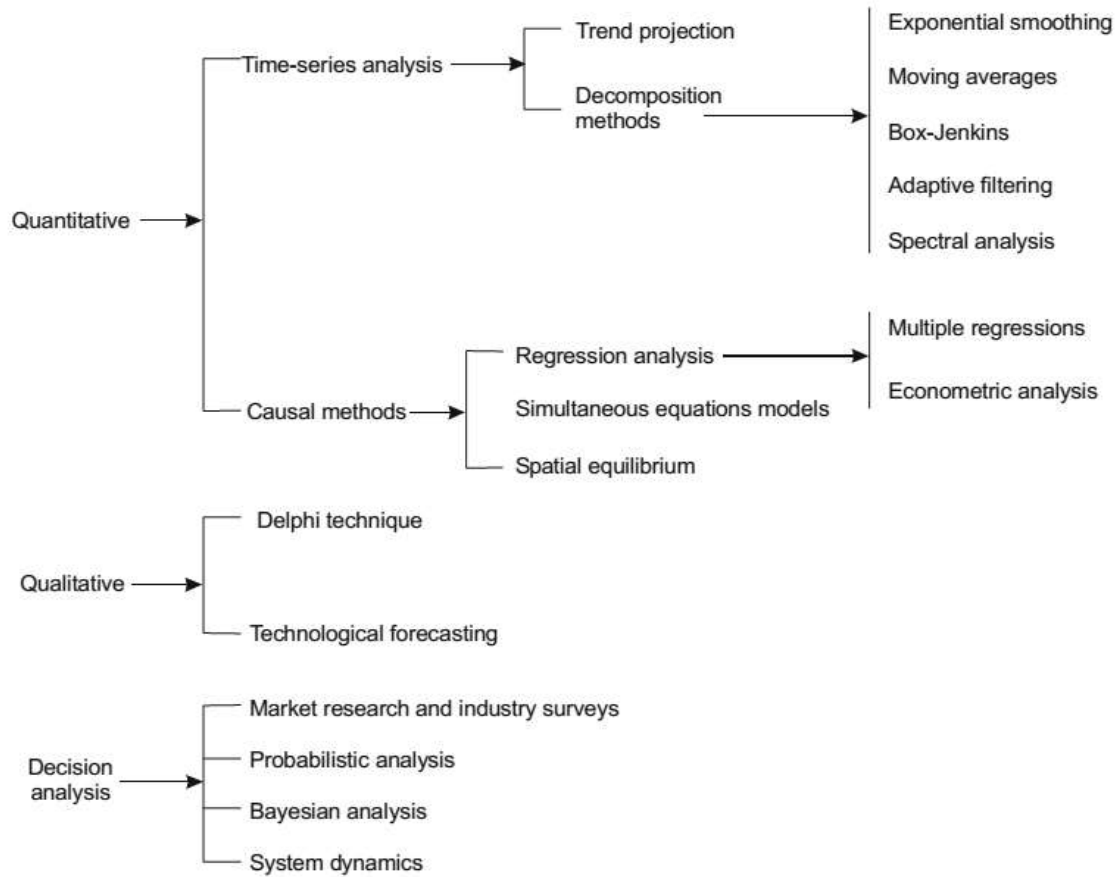 Quantitative
Time-series analysis
Trend projection
Decomposition
methods
Exponential smoothing
Moving averages
Box-Jenkins
Adaptive filtering
Spectral analysis
Causal methods
Regression analysis
Simultaneous equations models
Spatial equilibrium
Multiple regressions
Econometric analysis
Qualitative
Delphi technique
Technological forecasting
Decision
analysis
Market research and industry surveys
Probabilistic analysis
Bayesian analysis
System dynamics